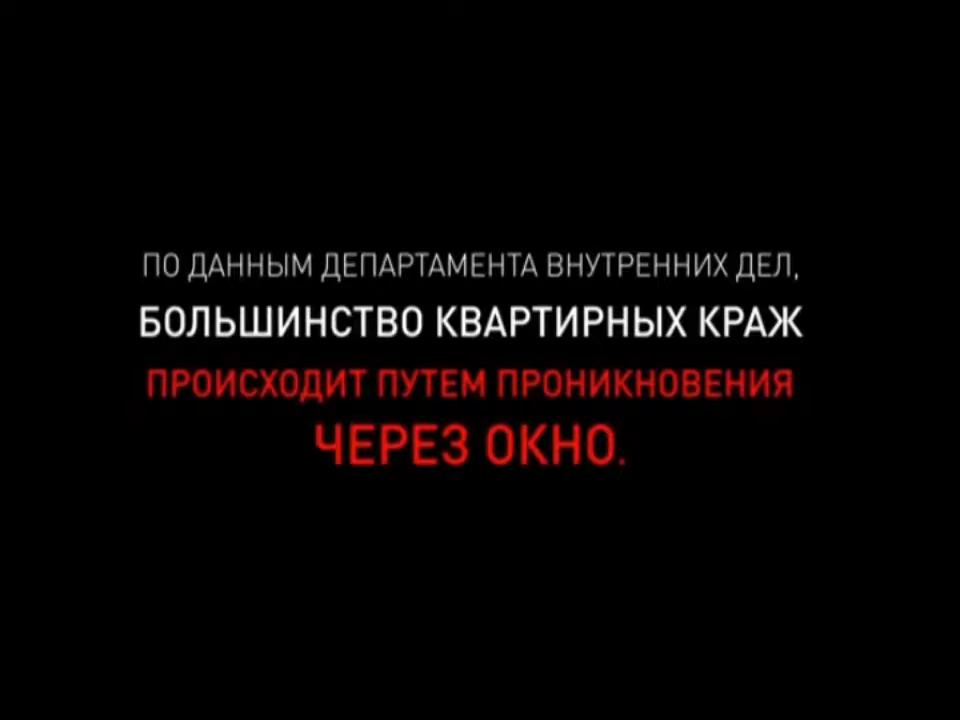 ПО ДАННЫМ ДЕПАРТАМЕНТА ВНУТРЕННИХ ДЕЛ,
БОЛЬШИНСТВО КВАРТИРНЫХ КРАЖ
ПРОИСХОДИТ ПУТЕМ ПРОНИКНОВЕНИЯ
ЧЕРЕЗ ОКНО.